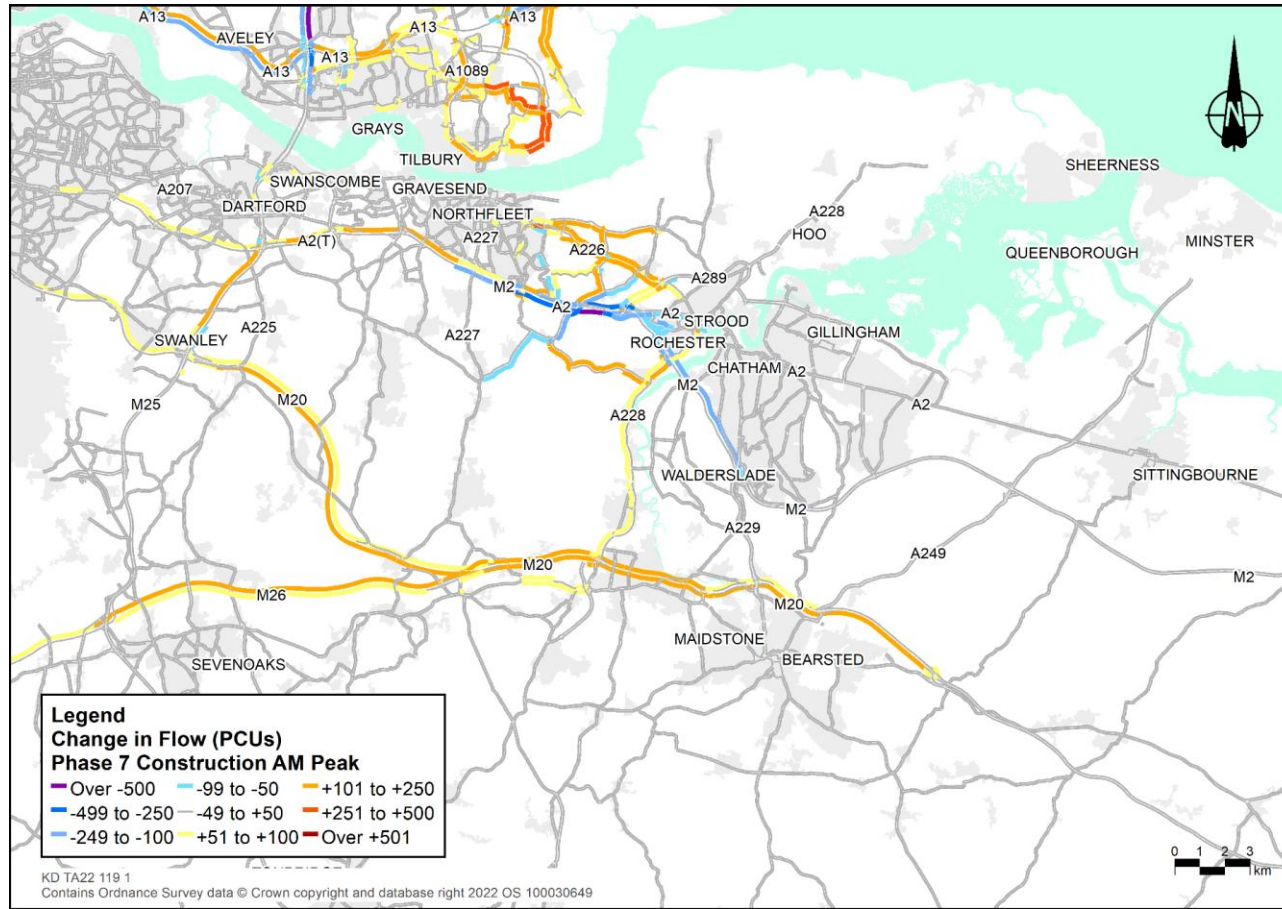 A13
A13
A13
AVELEY
A13
A13
A1089
GRAYS
TILBURY
SHEERNESS
A207
SWANSCOMBE
GRAVESEND
DARTFORD
NORTHFLEET
A228
HOO
MINSTER
A2(T)
A227
A226
QUEENBOROUGH
A289
M2
A2
A2
STROOD
GILLINGHAM
SWANLEY
A225
A227
ROCHESTER
CHATHAM
A2
M25
M20
M2
A2
A228
WALDERSLADE
SITTINGBOURNE
M2
A229
A249
M20
M2
M26
M20
MAIDSTONE
SEVENOAKS
BEARSTED
Legend
Change in Flow (PCUs)
Phase 7 Construction AM Peak
Over -500
-99 to -50
+101 to +250
-499 to -250
-49 to +50
+251 to +500
-249 to -100
+51 to +100
Over +501
N
0 1 2 3
km
KD TA22 119 1
Contains Ordnance Survey data © Crown copyright and database right 2022 OS 100030649